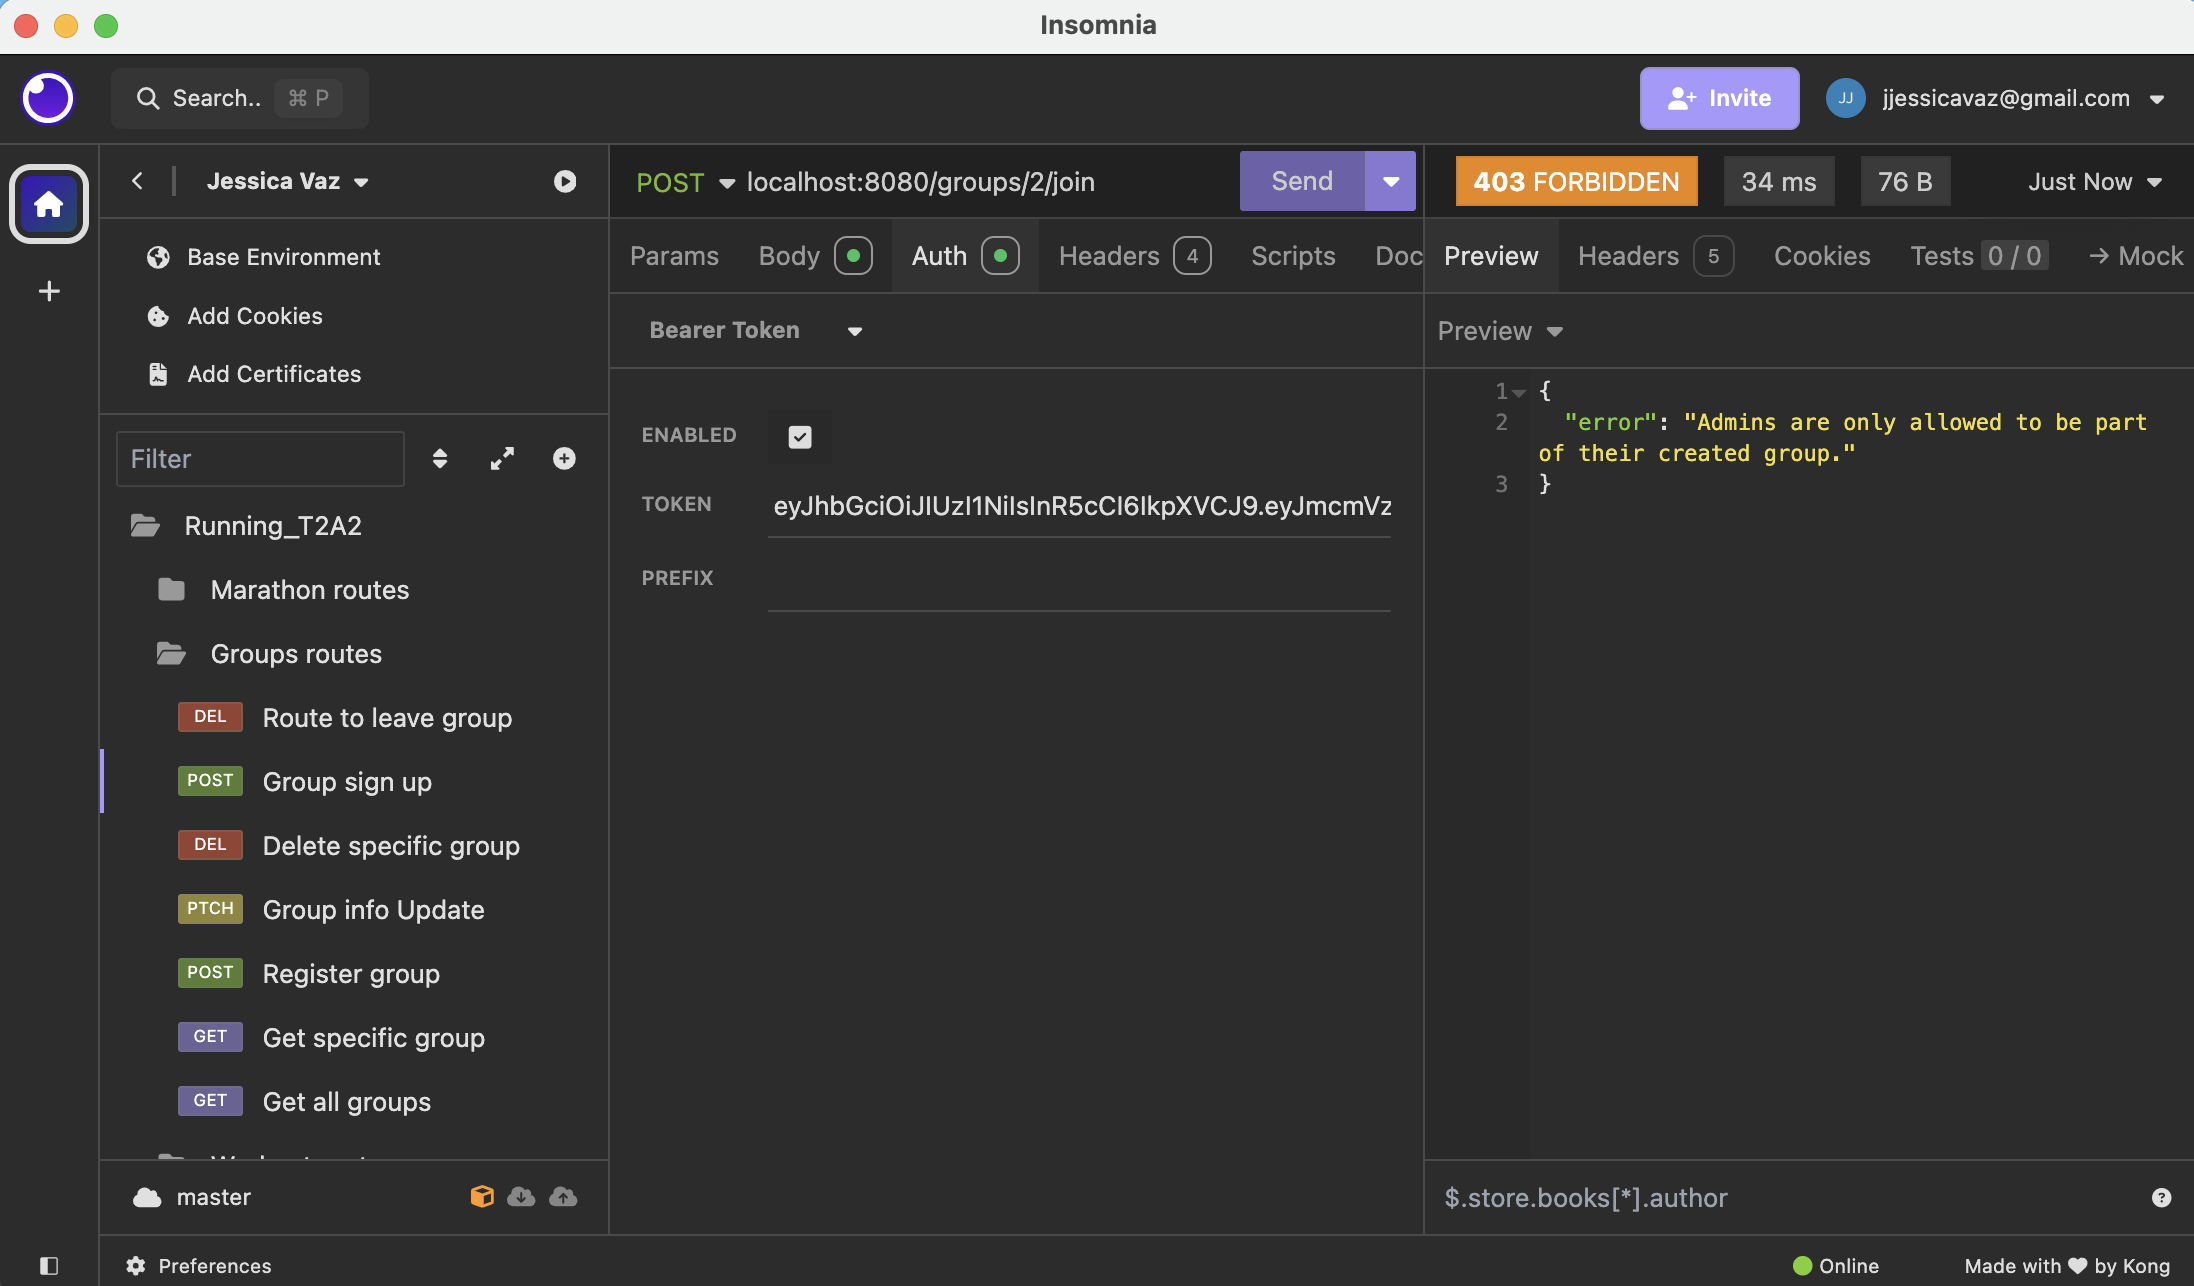 Insomnia
Search.. ⌘ P
Invite
JJ
jjessicavaz@gmail.com
Jessica Vaz
Base Environment
Add Cookies
Add Certificates
Filter
Running_T2A2
Marathon routes
Groups routes
DEL Route to leave group
POST Group sign up
DEL Delete specific group
PTCH Group info Update
POST Register group
GET Get specific group
GET Get all groups
master
Preferences
POST localhost:8080/groups/2/join
Send
Params Body Auth Headers 4 Scripts Doc
Bearer Token
ENABLED
TOKEN eyJhbGciOiJIUzI1NiIsInR5cCI6IkpXVCJ9.eyJmcmVz
PREFIX
403 FORBIDDEN 34 ms 76 B Just Now
Preview Headers 5 Cookies Tests 0 / 0 → Mock
Preview
1 {
2 "error": "Admins are only allowed to be part
of their created group."
3 }
$.store.books[*].author
?
Online
Made with ♥ by Kong